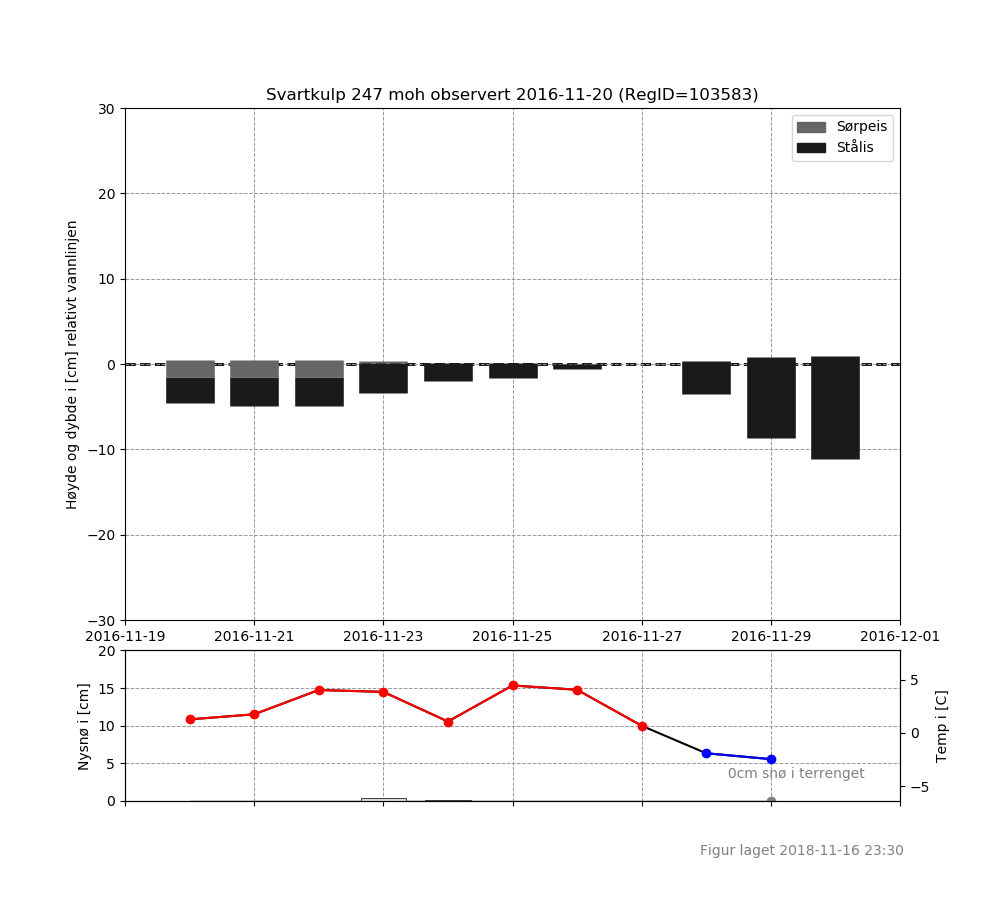 Svartkulp 247 moh observert 2016-11-20 (RegID=103583)
Sørpeis
Stålis
Høyde og dybde i [cm] relativt vannlinjen
30
20
10
0
−10
−20
−30
2016-11-19 2016-11-21 2016-11-23 2016-11-25 2016-11-27 2016-11-29 2016-12-01
Nysnø i [cm]
20
15
10
5
0
5
0
−5
Temp i [C]
0cm snø i terrenget
Figur laget 2018-11-16 23:30